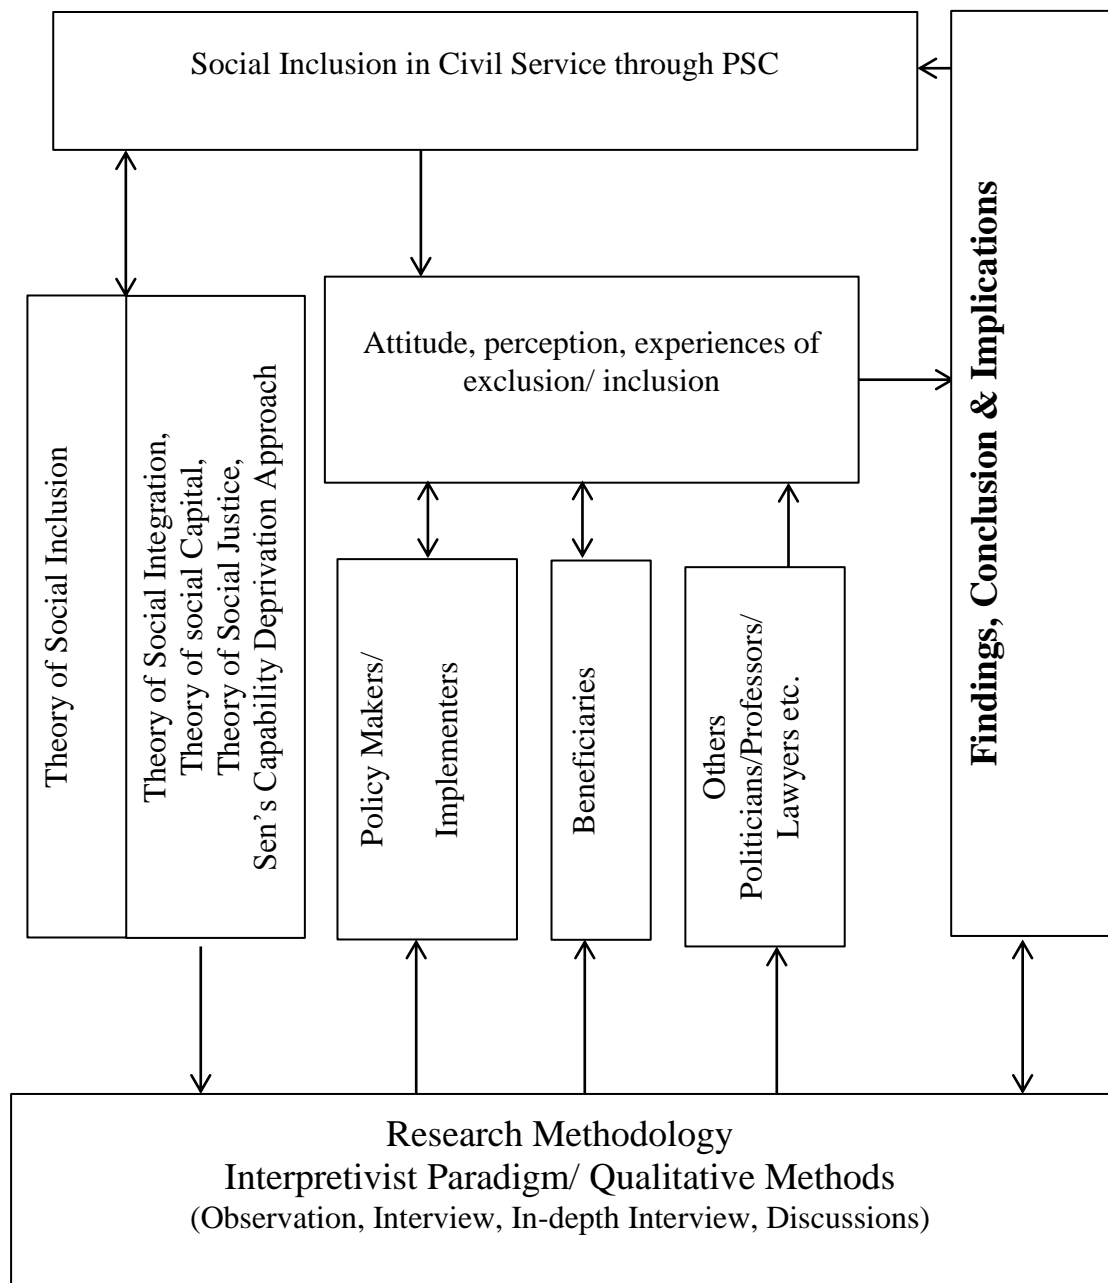 Social Inclusion in Civil Service through PSC
Attitude, perception, experiences of
exclusion/ inclusion
Theory of Social Inclusion
Theory of Social Integration,
Theory of social Capital,
Theory of Social Justice,
Sen’s Capability Deprivation Approach
Policy Makers/
Implementers
Beneficiaries
Others
Politicians/Professors/
Lawyers etc.
Findings, Conclusion & Implications
Research Methodology
Interpretivist Paradigm/ Qualitative Methods
(Observation, Interview, In-depth Interview, Discussions)